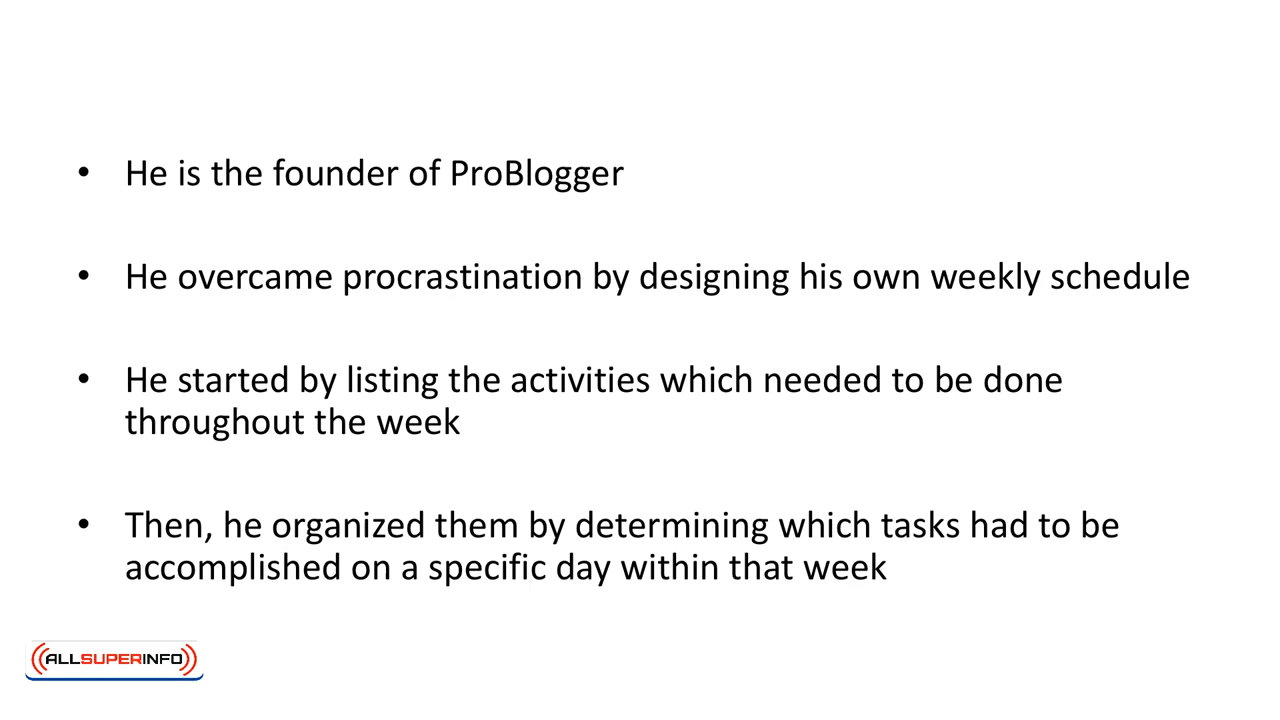 • He is the founder of ProBlogger
• He overcame procrastination by designing his own weekly schedule
• He started by listing the activities which needed to be done
throughout the week
• Then, he organized them by determining which tasks had to be
accomplished on a specific day within that week
ALLSUPERINFO